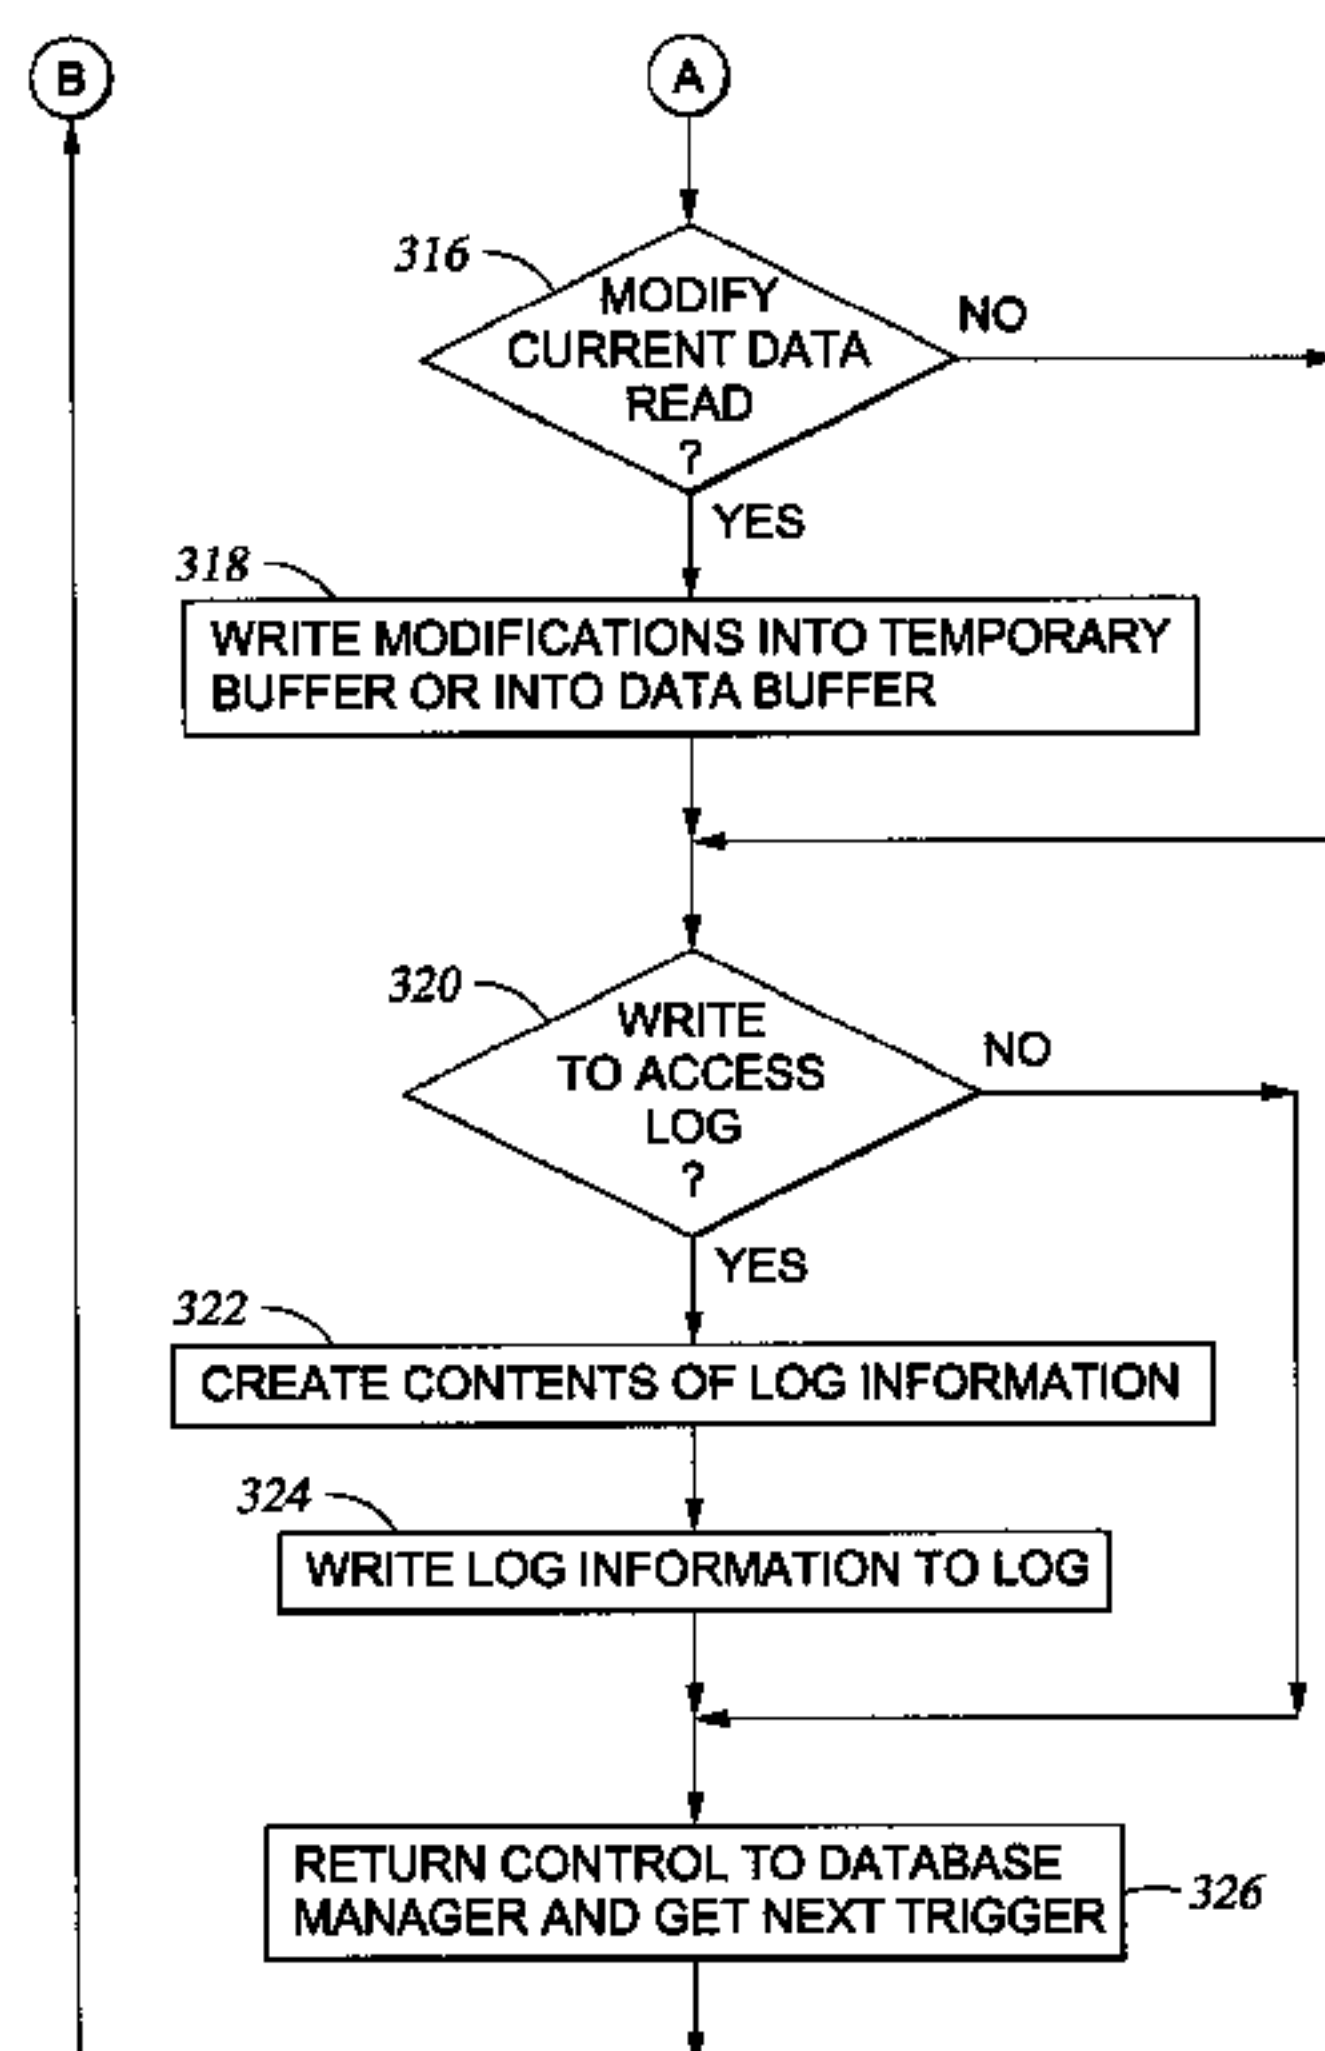 B
A
316
MODIFY
CURRENT DATA
READ
?
NO
YES
318
WRITE MODIFICATIONS INTO TEMPORARY
BUFFER OR INTO DATA BUFFER
320
WRITE
TO ACCESS
LOG
?
NO
YES
322
CREATE CONTENTS OF LOG INFORMATION
324
WRITE LOG INFORMATION TO LOG
RETURN CONTROL TO DATABASE
MANAGER AND GET NEXT TRIGGER
326